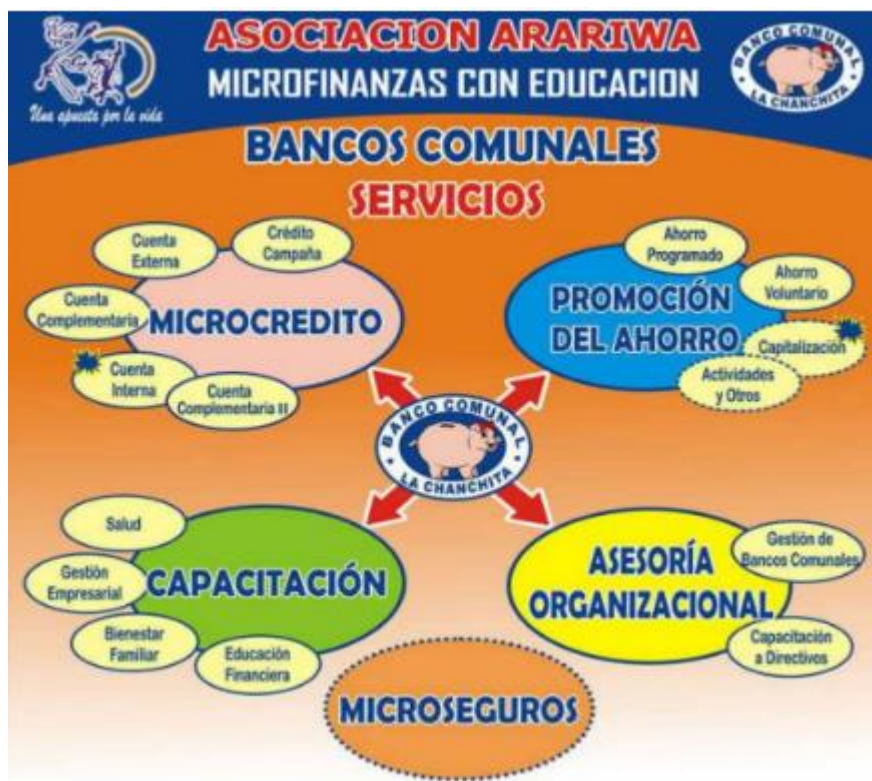 ASOCIACION ARARIWA
MICROFINANZAS CON EDUCACION
Una apuesta por la vida
BANCO COMUNAL
LA CHANCHITA
BANCOS COMUNALES
SERVICIOS
Cuenta
Externa
Crédito
Campaña
Cuenta
Complementaria
MICROCREDITO
Cuenta
Interna
Cuenta
Complementaria II
Ahorro
Programado
Ahorro
Voluntario
PROMOCIÓN
DEL AHORRO
Capitalización
Actividades
y Otros
BANCO COMUNAL
LA CHANCHITA
Salud
Gestión
Empresarial
CAPACITACIÓN
Bienestar
Familiar
Educación
Financiera
ASESORÍA
ORGANIZACIONAL
Gestión de
Bancos Comunales
Capacitación
a Directivos
MICROSEGUROS